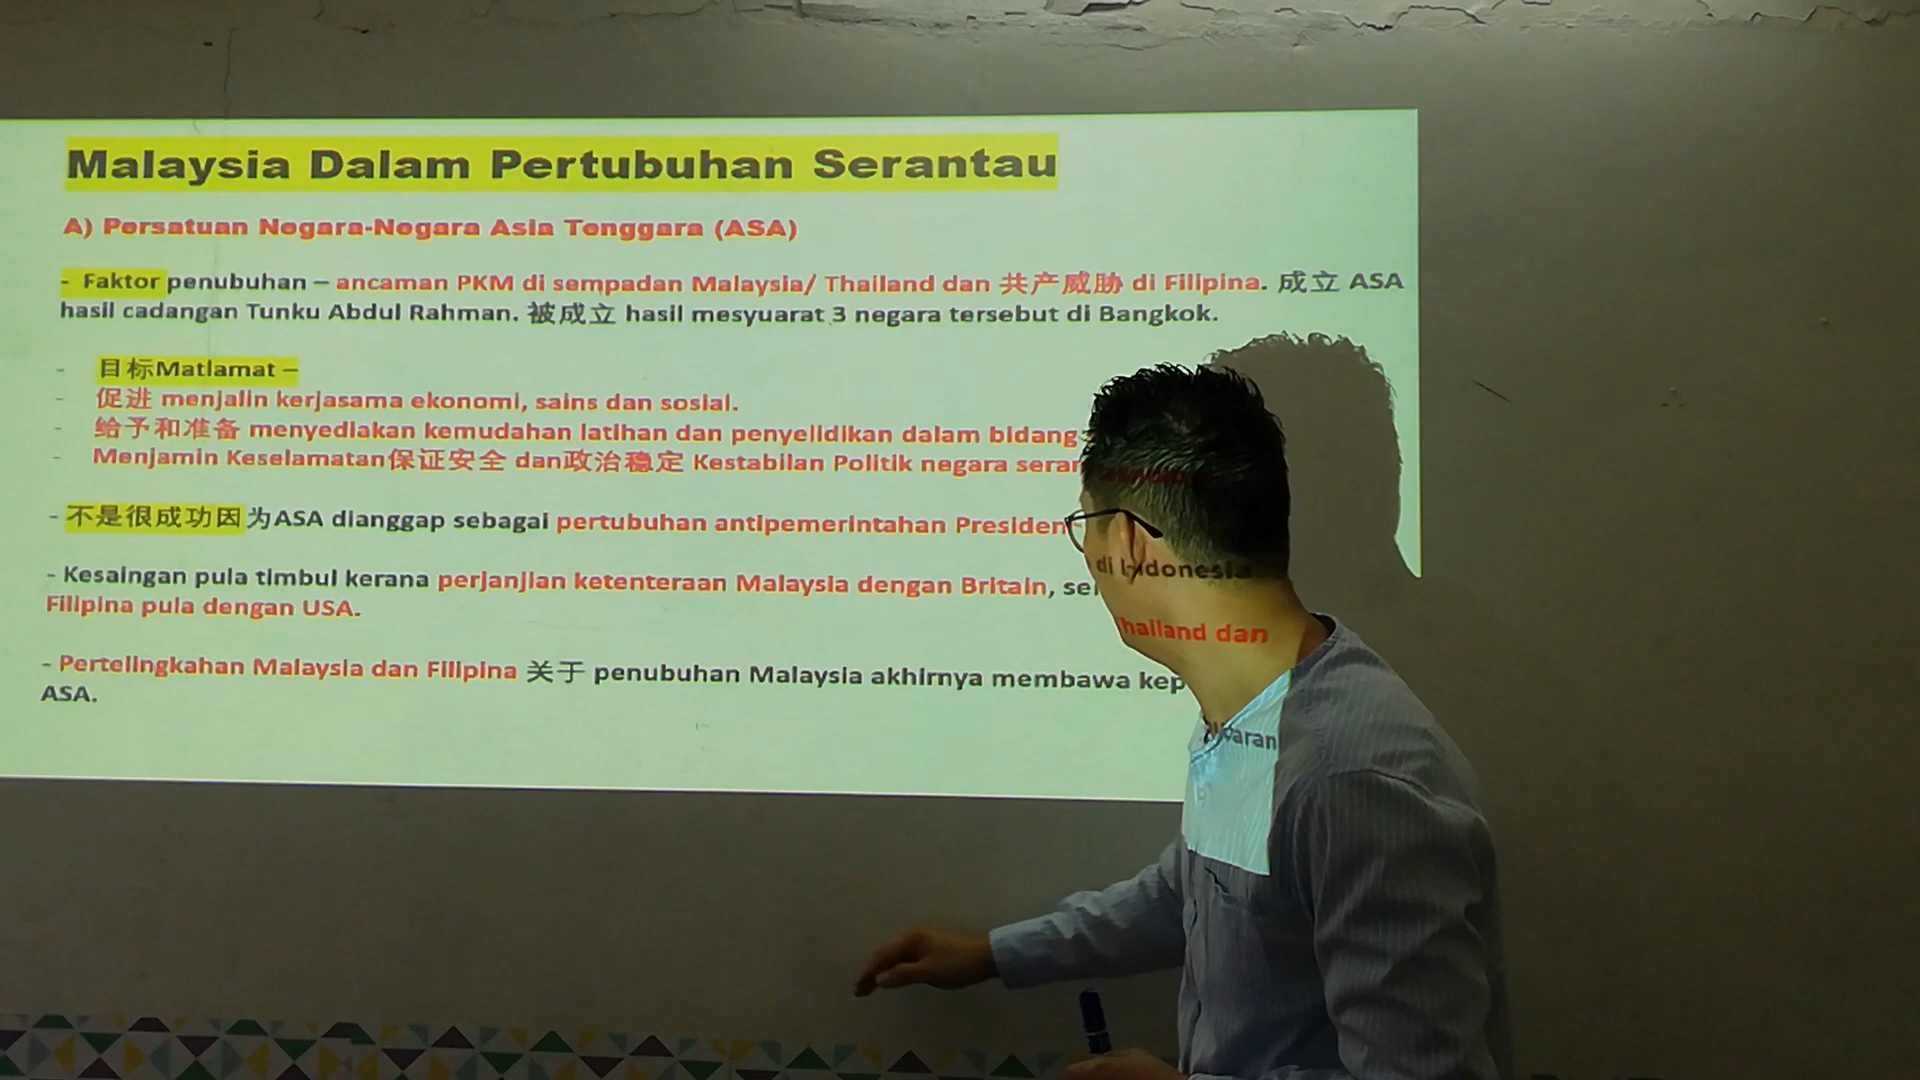 Malaysia Dalam Pertubuhan Serantau
A) Persatuan Negara-Negara Asia Tenggara (ASA)
- Faktor penubuhan – ancaman PKM di sempadan Malaysia/ Thailand dan 共产威胁 di Filipina. 成立 ASA
hasil cadangan Tunku Abdul Rahman. 被成立 hasil mesyuarat 3 negara tersebut di Bangkok.
- 目标Matlamat –
- 促进 menjalin kerjasama ekonomi, sains dan sosial.
- 给予和准备 menyediakan kemudahan latihan dan penyelidikan dalam bidang
- Menjamin Keselamatan保证安全 dan政治稳定 Kestabilan Politik negara
- 不是很成功因为ASA dianggap sebagai pertubuhan antipemerintahan Presiden di Indonesia
- Kesaingan pula timbul kerana perjanjian ketenteraan Malaysia dengan Britain, Thailand dan
Filipina pula dengan USA.
- Pertelingkahan Malaysia dan Filipina 关于 penubuhan Malaysia akhirnya membawa
ASA.